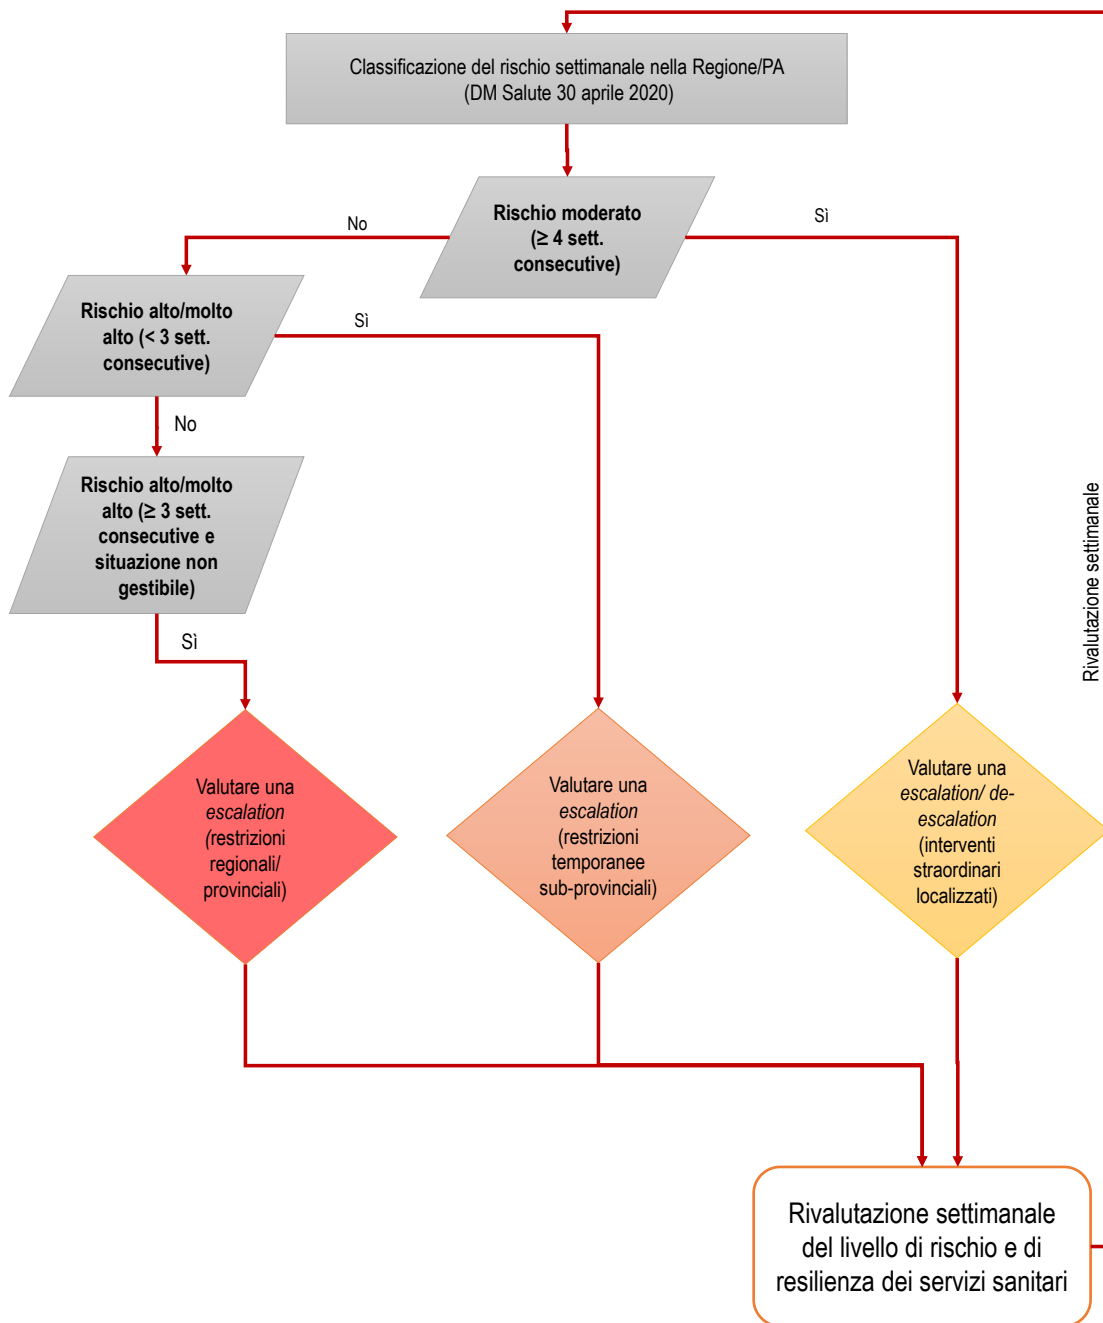 Classificazione del rischio settimanale nella Regione/PA
(DM Salute 30 aprile 2020)
Rischio moderato
(≥ 4 sett.
consecutive)
Sì
No
Rischio alto/molto
alto (< 3 sett.
consecutive)
Sì
No
Rischio alto/molto
alto (≥ 3 sett.
consecutive e
situazione non
gestibile)
Sì
Rivalutazione settimanale
Valutare una
escalation
(restrizioni
regionali/
provinciali)
Valutare una
escalation
(restrizioni
temporanee
sub-provinciali)
Valutare una
escalation/ de-
escalation
(interventi
straordinari
localizzati)
Rivalutazione settimanale
del livello di rischio e di
resilienza dei servizi sanitari